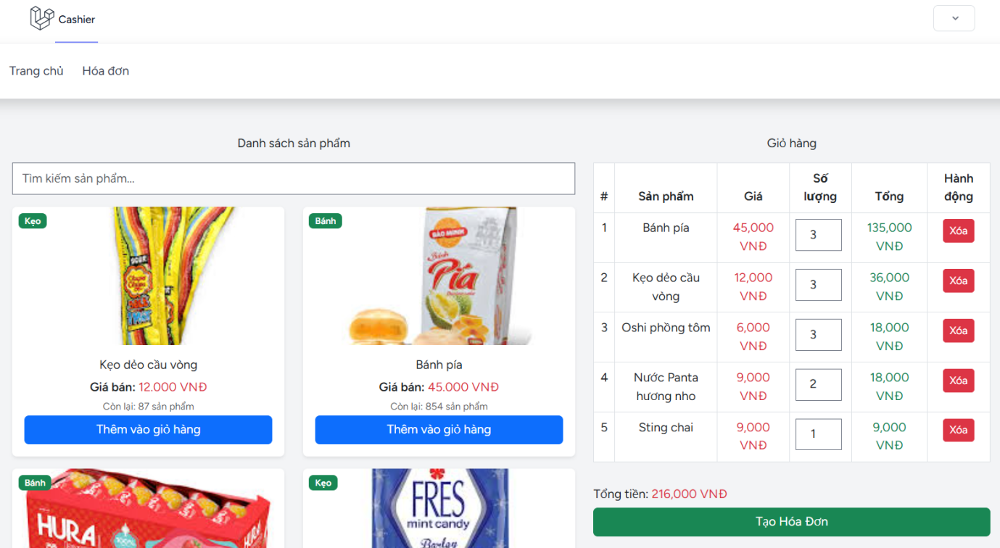 Cashier
Trang chủ Hóa đơn
Danh sách sản phẩm
Tìm kiếm sản phẩm...
Kẹo
SOUR
Chupa
Chups
Kẹo dẻo cầu vòng
Giá bán: 12.000 VNĐ
Còn lại: 87 sản phẩm
Thêm vào giỏ hàng
Bánh
BẢO MINH
Bánh
Pía
Bánh pía
Giá bán: 45.000 VNĐ
Còn lại: 854 sản phẩm
Thêm vào giỏ hàng
Bánh
HURA
Kẹo
FRES
mint candy
Barley
Giỏ hàng
# Sản phẩm Giá Số lượng Tổng Hành động
1 Bánh pía 45,000 VNĐ 3 135,000 VNĐ Xóa
2 Kẹo dẻo cầu vòng 12,000 VNĐ 3 36,000 VNĐ Xóa
3 Oshi phồng tôm 6,000 VNĐ 3 18,000 VNĐ Xóa
4 Nước Panta hương nho 9,000 VNĐ 2 18,000 VNĐ Xóa
5 Sting chai 9,000 VNĐ 1 9,000 VNĐ Xóa
Tổng tiền: 216,000 VNĐ
Tạo Hóa Đơn